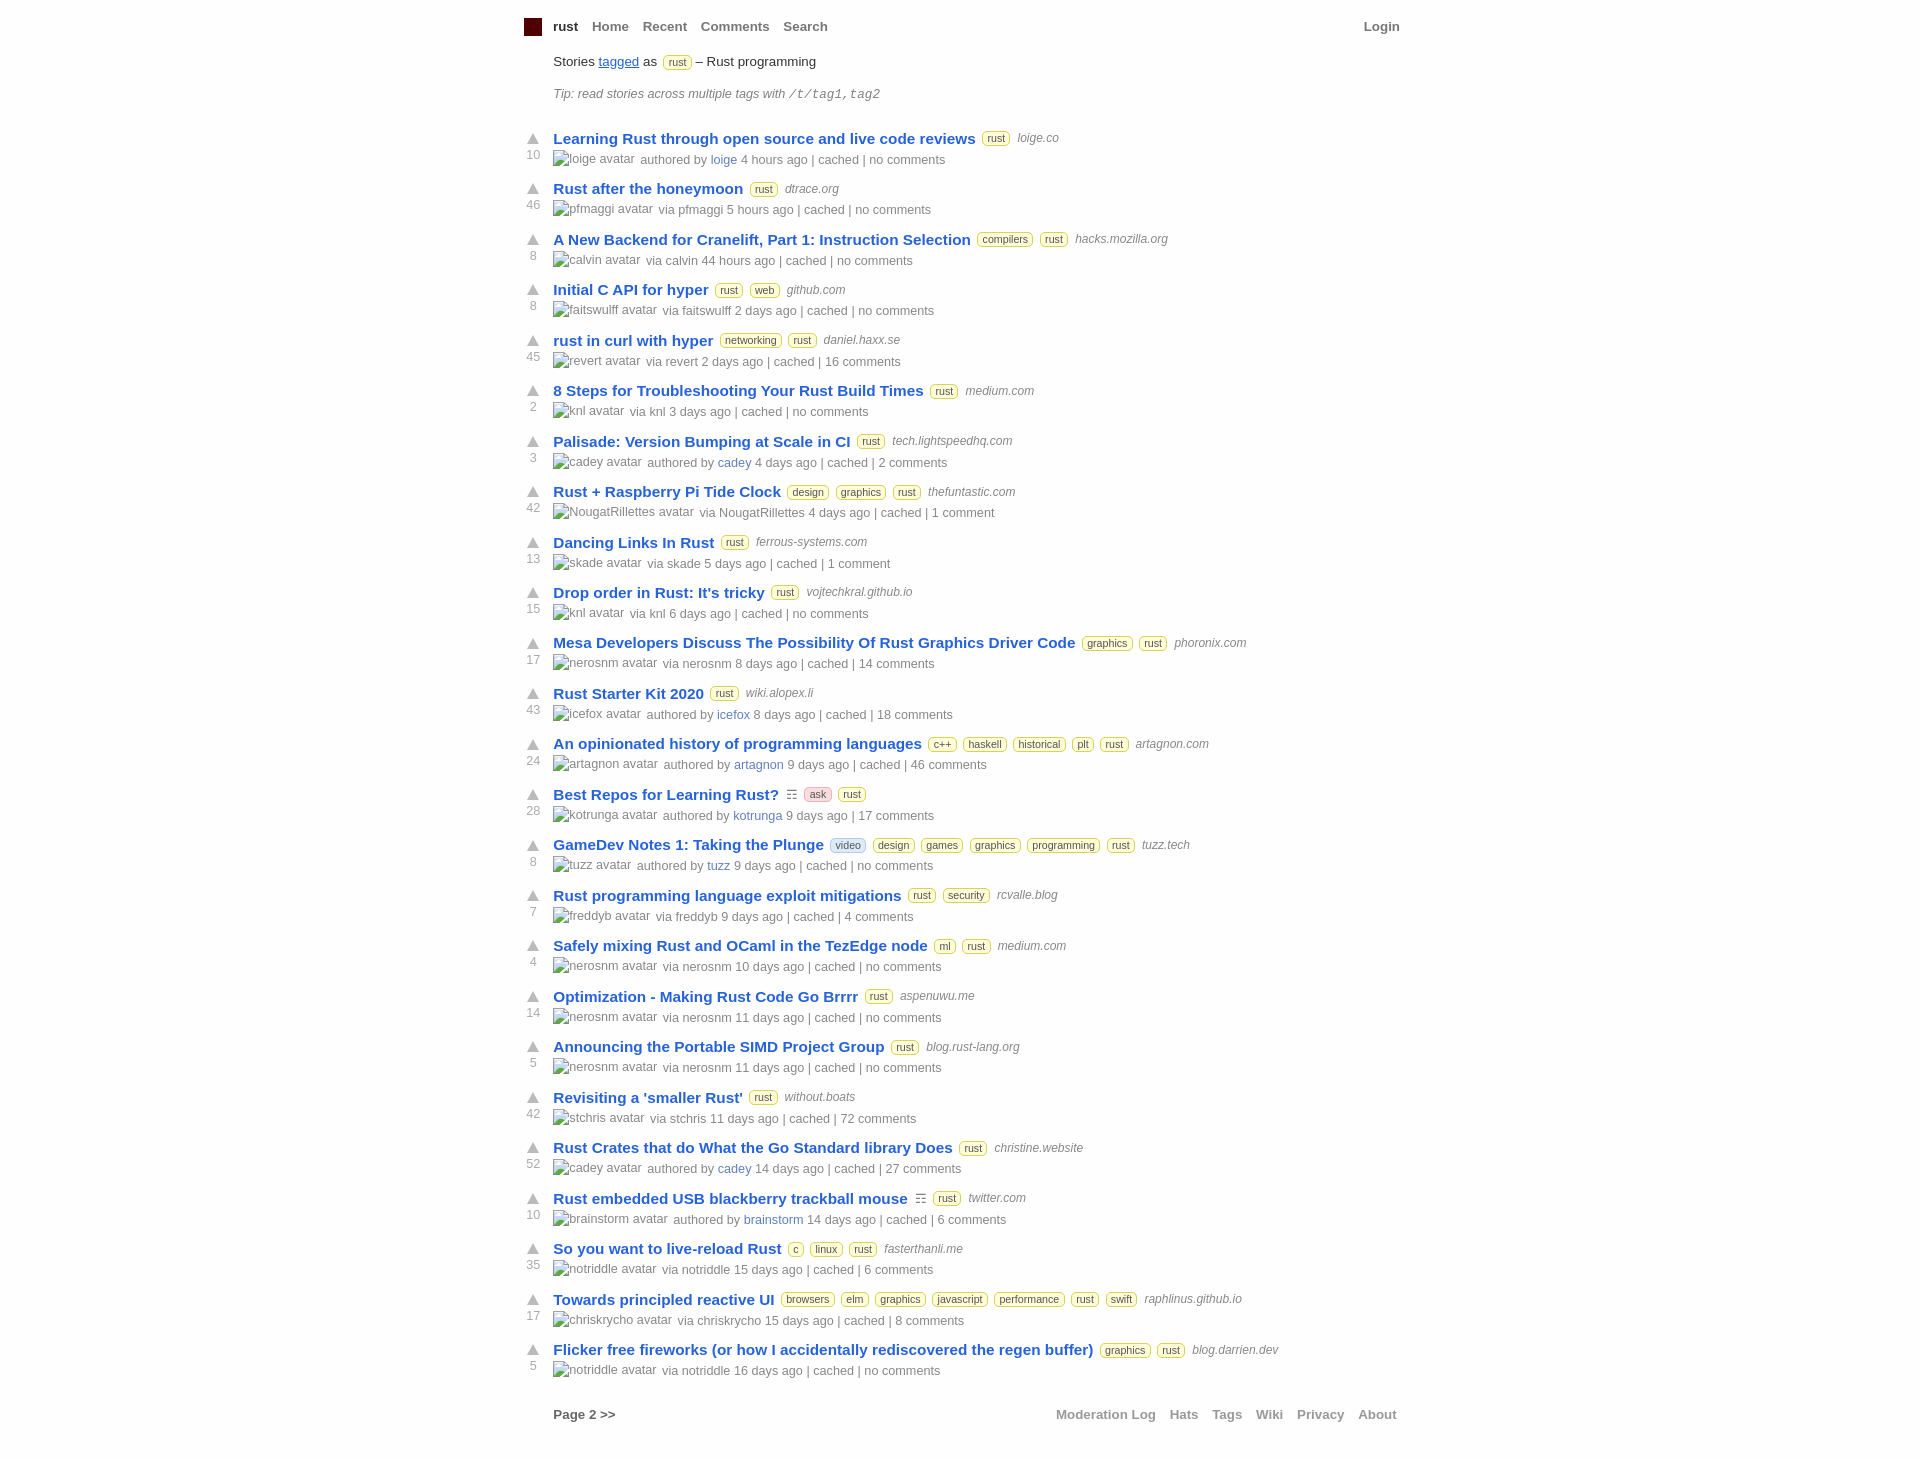 rust Home Recent Comments Search Login
Stories tagged as rust – Rust programming
Tip: read stories across multiple tags with /t/tag1,tag2
Learning Rust through open source and live code reviews rust loige.co
10 loige avatar authored by loige 4 hours ago | cached | no comments
Rust after the honeymoon rust dtrace.org
46 pfmaggi avatar via pfmaggi 5 hours ago | cached | no comments
A New Backend for Cranelift, Part 1: Instruction Selection compilers rust hacks.mozilla.org
8 calvin avatar via calvin 44 hours ago | cached | no comments
Initial C API for hyper rust web github.com
8 faitswulff avatar via faitswulff 2 days ago | cached | no comments
rust in curl with hyper networking rust daniel.haxx.se
45 revert avatar via revert 2 days ago | cached | 16 comments
8 Steps for Troubleshooting Your Rust Build Times rust medium.com
2 knl avatar via knl 3 days ago | cached | no comments
Palisade: Version Bumping at Scale in CI rust tech.lightspeedhq.com
3 cadey avatar authored by cadey 4 days ago | cached | 2 comments
Rust + Raspberry Pi Tide Clock design graphics rust thefuntastic.com
42 NougatRillettes avatar via NougatRillettes 4 days ago | cached | 1 comment
Dancing Links In Rust rust ferrous-systems.com
13 skade avatar via skade 5 days ago | cached | 1 comment
Drop order in Rust: It's tricky rust vojtechkral.github.io
15 knl avatar via knl 6 days ago | cached | no comments
Mesa Developers Discuss The Possibility Of Rust Graphics Driver Code graphics rust phoronix.com
17 nerosnm avatar via nerosnm 8 days ago | cached | 14 comments
Rust Starter Kit 2020 rust wiki.alopex.li
43 icefox avatar authored by icefox 8 days ago | cached | 18 comments
An opinionated history of programming languages c++ haskell historical plt rust artagnon.com
24 artagnon avatar authored by artagnon 9 days ago | cached | 46 comments
Best Repos for Learning Rust? ☶ ask rust
28 kotrunga avatar authored by kotrunga 9 days ago | 17 comments
GameDev Notes 1: Taking the Plunge video design games graphics programming rust tuzz.tech
8 tuzz avatar authored by tuzz 9 days ago | cached | no comments
Rust programming language exploit mitigations rust security rcvalle.blog
7 freddyb avatar via freddyb 9 days ago | cached | 4 comments
Safely mixing Rust and OCaml in the TezEdge node ml rust medium.com
4 nerosnm avatar via nerosnm 10 days ago | cached | no comments
Optimization - Making Rust Code Go Brrrr rust aspenuwu.me
14 nerosnm avatar via nerosnm 11 days ago | cached | no comments
Announcing the Portable SIMD Project Group rust blog.rust-lang.org
5 nerosnm avatar via nerosnm 11 days ago | cached | no comments
Revisiting a 'smaller Rust' rust without.boats
42 stchris avatar via stchris 11 days ago | cached | 72 comments
Rust Crates that do What the Go Standard library Does rust christine.website
52 cadey avatar authored by cadey 14 days ago | cached | 27 comments
Rust embedded USB blackberry trackball mouse ☶ rust twitter.com
10 brainstorm avatar authored by brainstorm 14 days ago | cached | 6 comments
So you want to live-reload Rust c linux rust fasterthanli.me
35 notriddle avatar via notriddle 15 days ago | cached | 6 comments
Towards principled reactive UI browsers elm graphics javascript performance rust swift raphlinus.github.io
17 chriskrycho avatar via chriskrycho 15 days ago | cached | 8 comments
Flicker free fireworks (or how I accidentally rediscovered the regen buffer) graphics rust blog.darrien.dev
5 notriddle avatar via notriddle 16 days ago | cached | no comments
Page 2 >> Moderation Log Hats Tags Wiki Privacy About